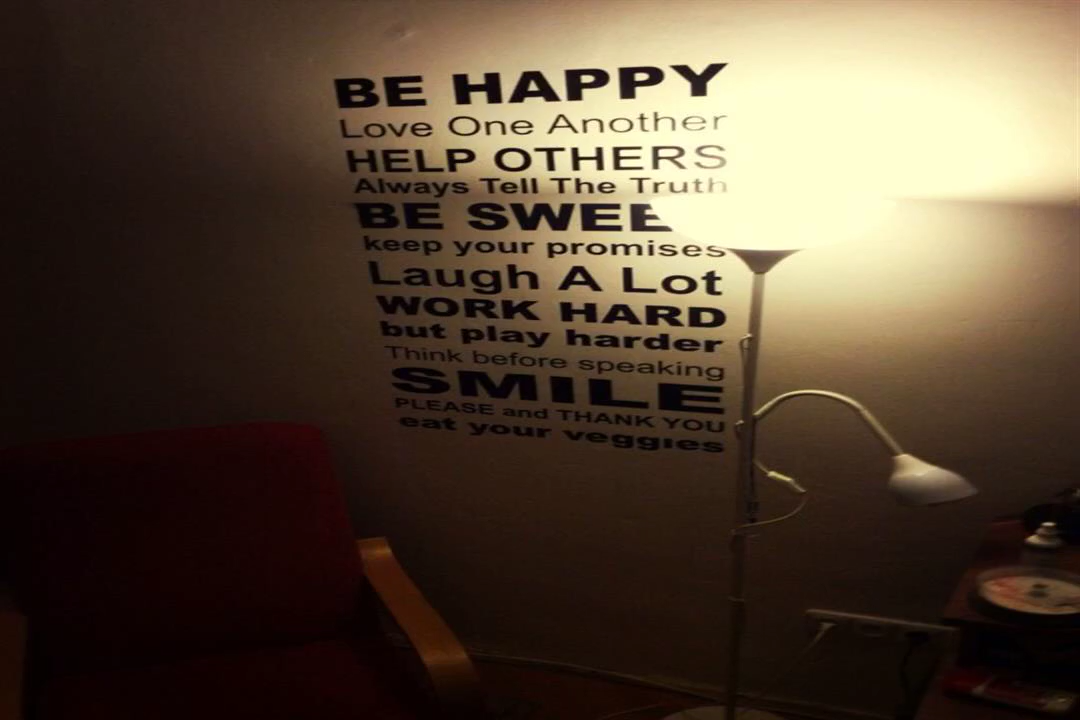 BE HAPPY
Love One Another
HELP OTHERS
Always Tell The Truth
BE SWEE
keep your promises
Laugh A Lot
WORK HARD
but play harder
Think before speaking
SMILE
PLEASE and THANK YOU
eat your veggies